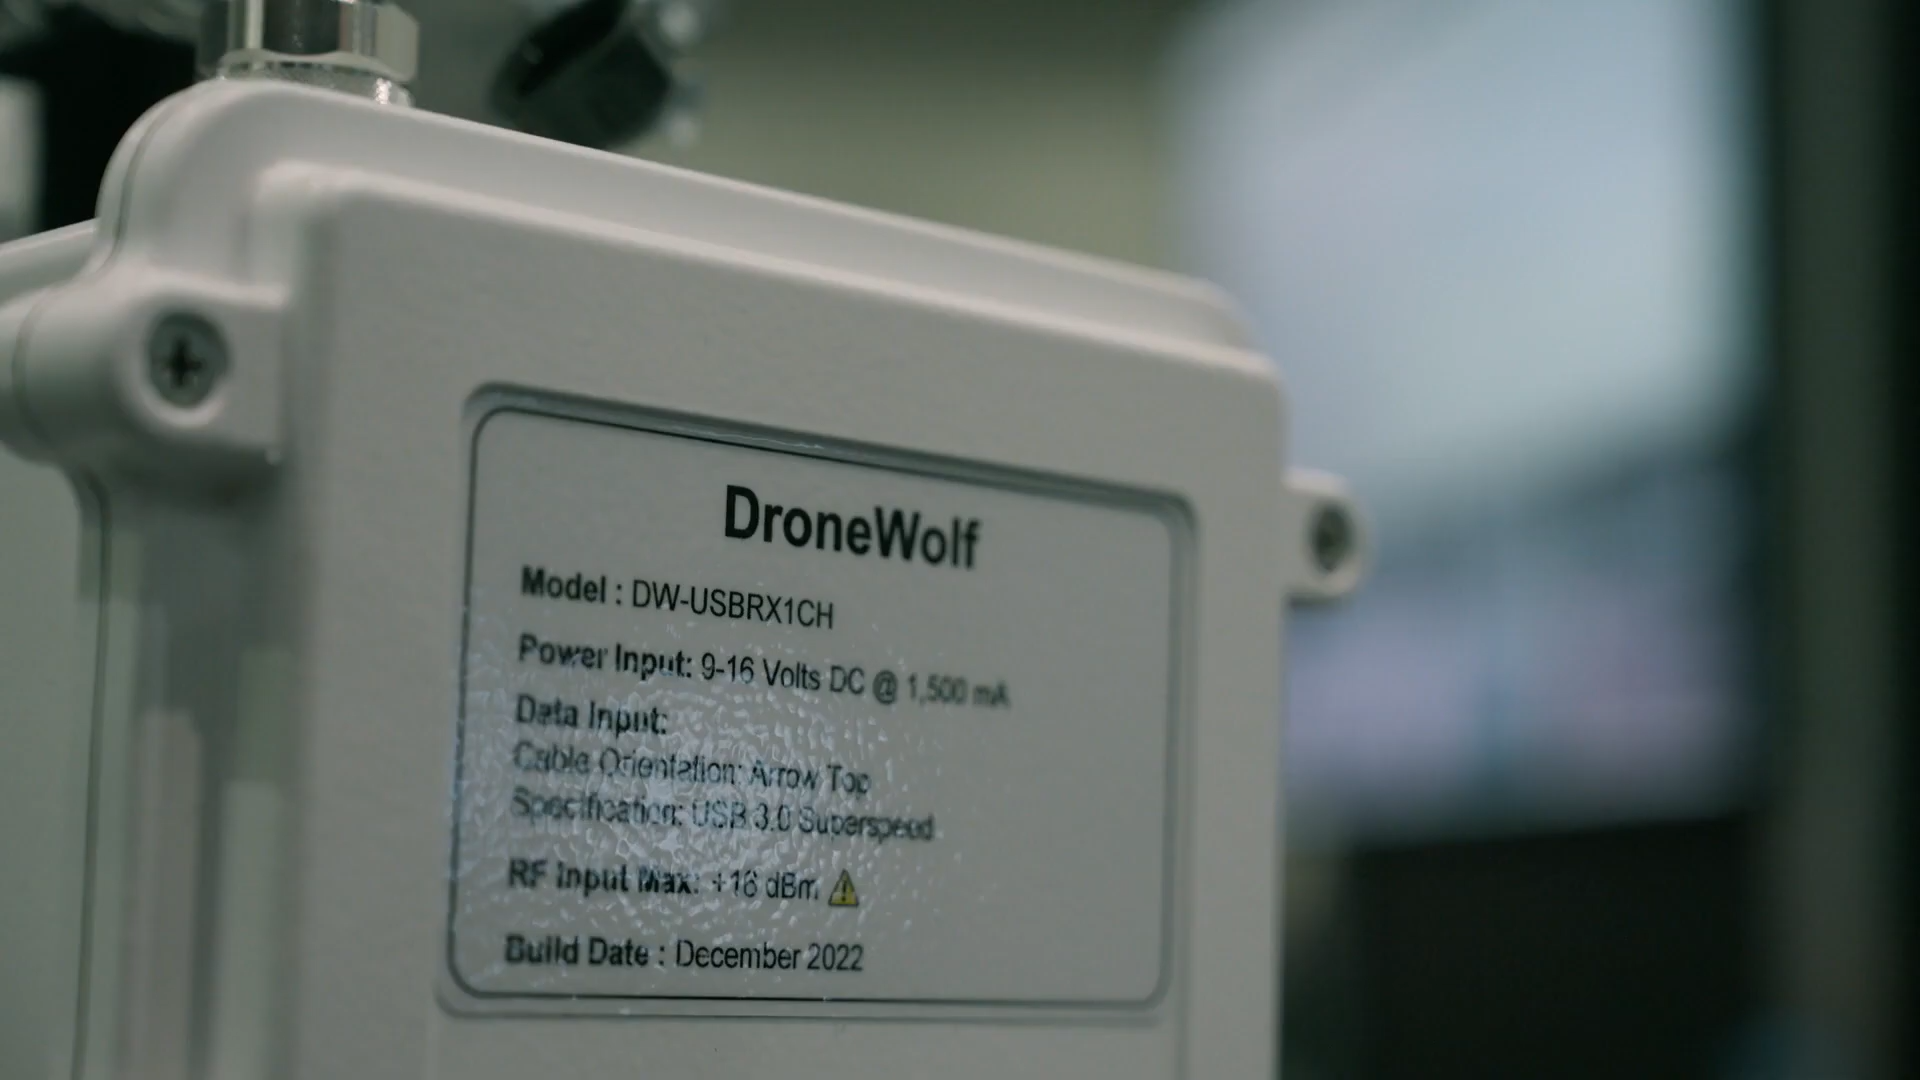 DroneWolf
Model : DW-USBRX1CH
Power Input: 9-16 Volts DC @ 1,500 mA
Data Input:
Cable Orientation: Arrow Top
Specification: USB 3.0 Superspeed
RF Input Max: dBm
Build Date : December 2022